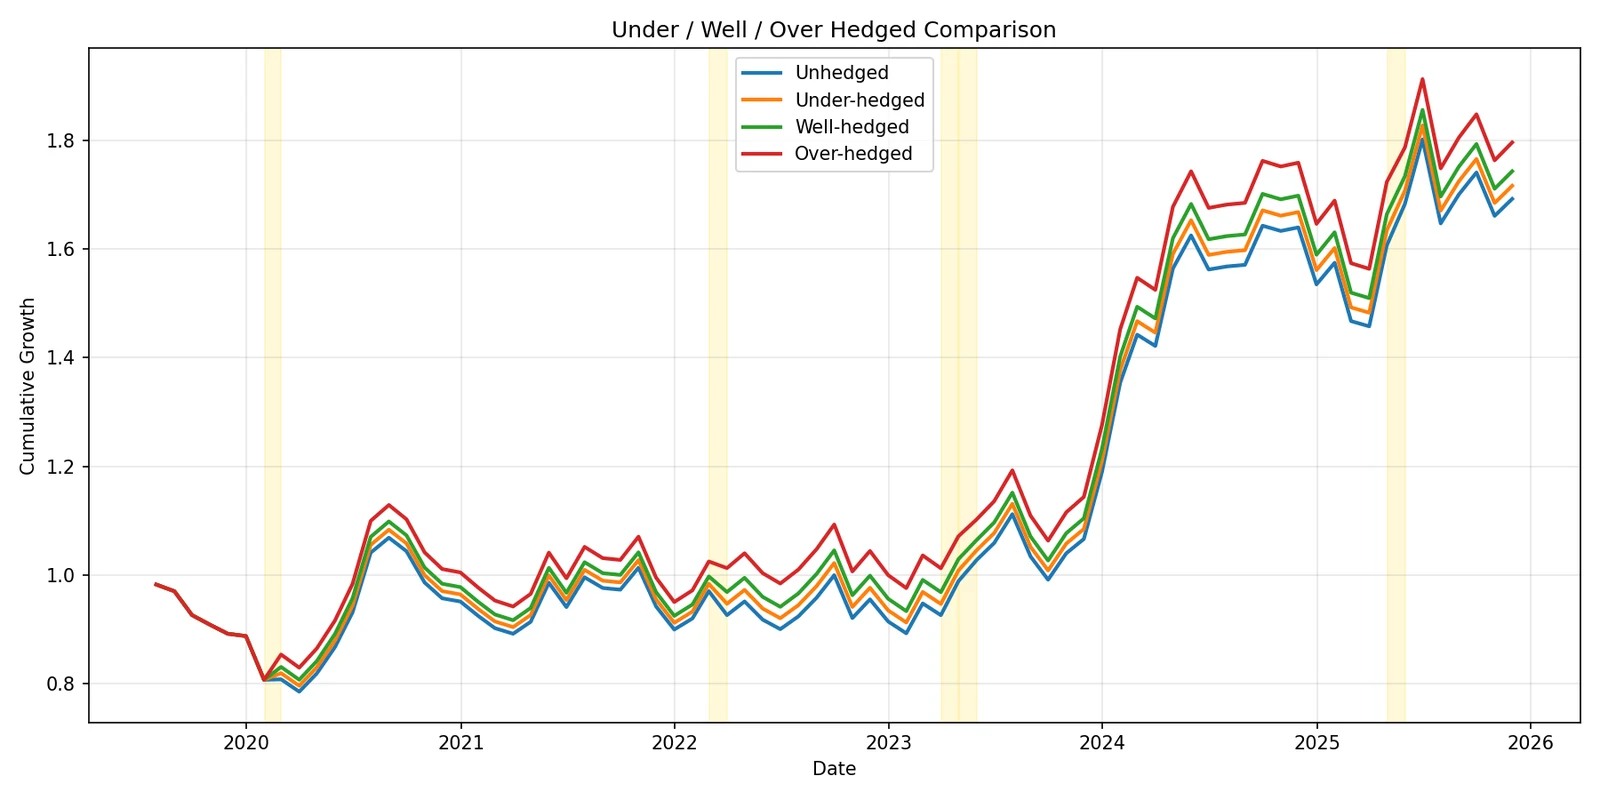 Under / Well / Over Hedged Comparison
Unhedged
Under-hedged
Well-hedged
Over-hedged
Cumulative Growth
1.8
1.6
1.4
1.2
1.0
0.8
2020 2021 2022 2023 2024 2025 2026
Date